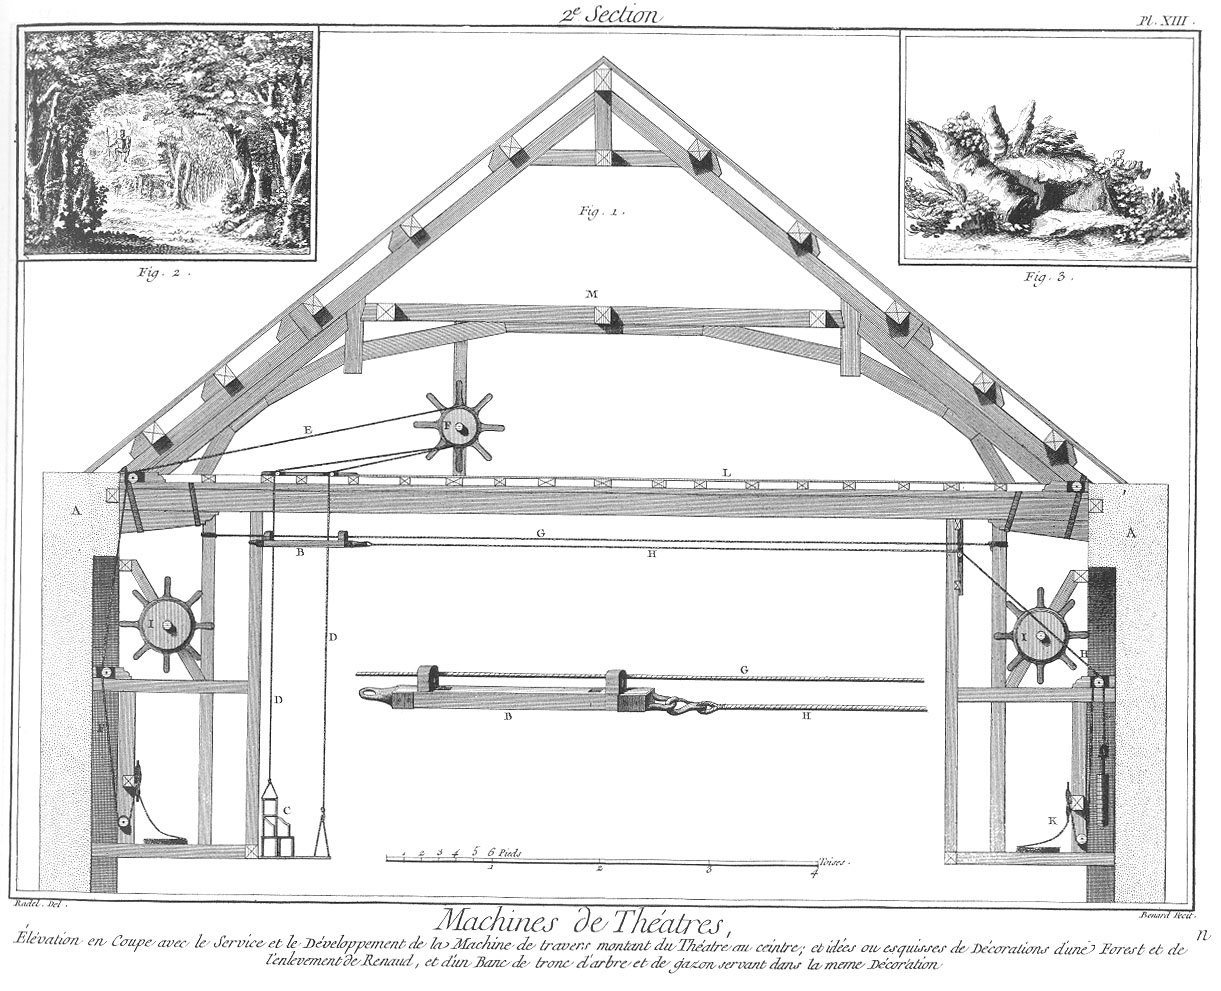 2e Section
Pl. XIII.
Fig. 1.
Fig. 2.
Fig. 3.
M
E
F
L
A
A
G
B
H
I
I
D
H
G
D
B
H
F
C
K
1 2 3 4 5 6 Pieds
1 2 3 4 Toises.
Radel. Del.
Benard Fecit.
Machines de Théatres,
n
Élévation en Coupe avec le Service et le Développement de la Machine de travers montant du Théatre au ceintre; et idées ou esquisses de Décorations d'une Forest et de
l'enlevement de Renaud, et d'un Banc de tronc d'arbre et de gazon servant dans la meme Décoration